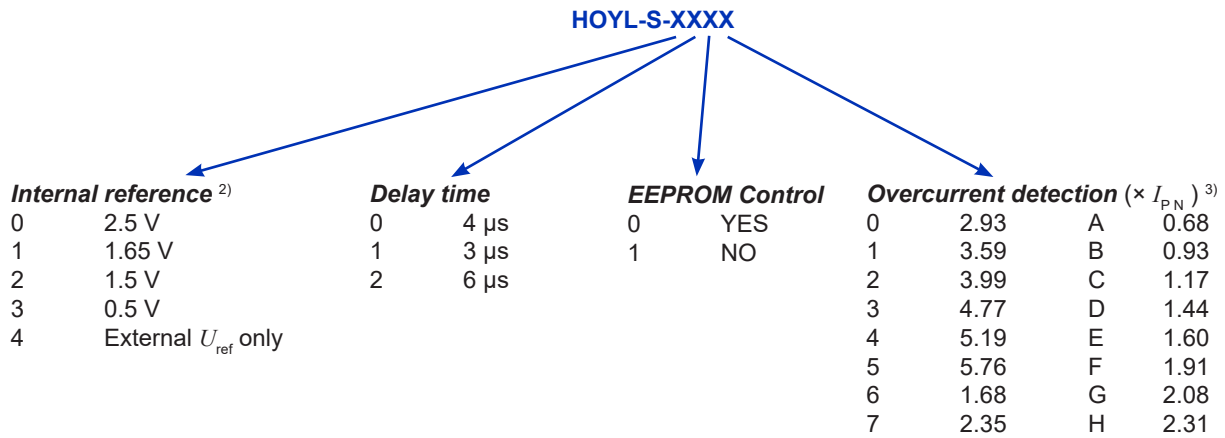 HOYL-S-XXXX
Internal reference 2)
0 2.5 V
1 1.65 V
2 1.5 V
3 0.5 V
4 External Uref only
Delay time
0 4 µs
1 3 µs
2 6 µs
EEPROM Control
0 YES
1 NO
Overcurrent detection (× IP N ) 3)
0 2.93 A 0.68
1 3.59 B 0.93
2 3.99 C 1.17
3 4.77 D 1.44
4 5.19 E 1.60
5 5.76 F 1.91
6 1.68 G 2.08
7 2.35 H 2.31